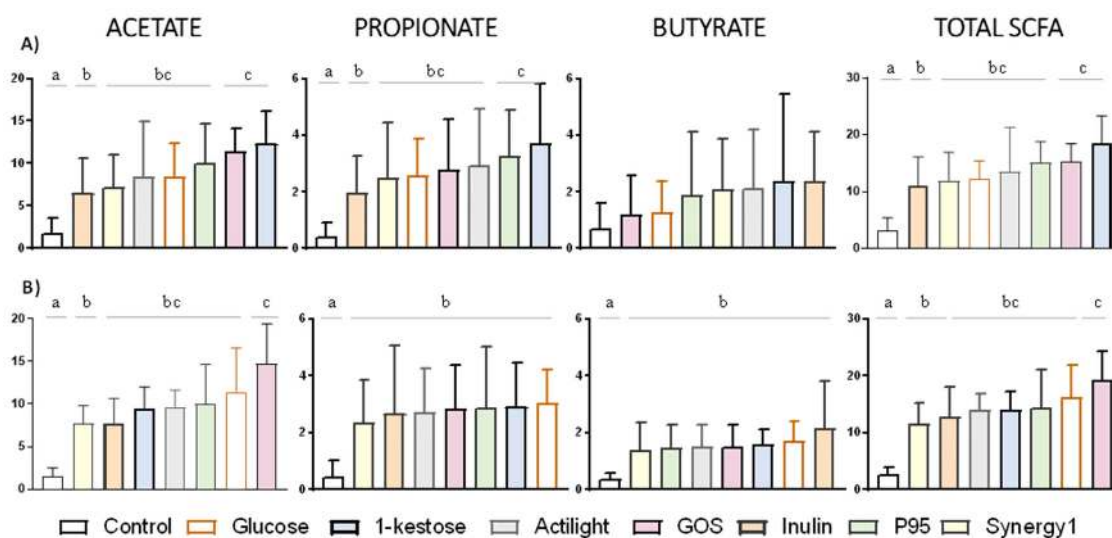 ACETATE PROPIONATE BUTYRATE TOTAL SCFA
A)
a b bc c a b bc c a b bc c
20 6 6 30
15
4 4 20
10
2 2 10
5
0 0 0 0
B)
a b bc c a b a b a b bc c
20 6 6 30
15
4 4 20
10
2 2 10
5
0 0 0 0
Control Glucose 1-kestose Actilight GOS Inulin P95 Synergy1